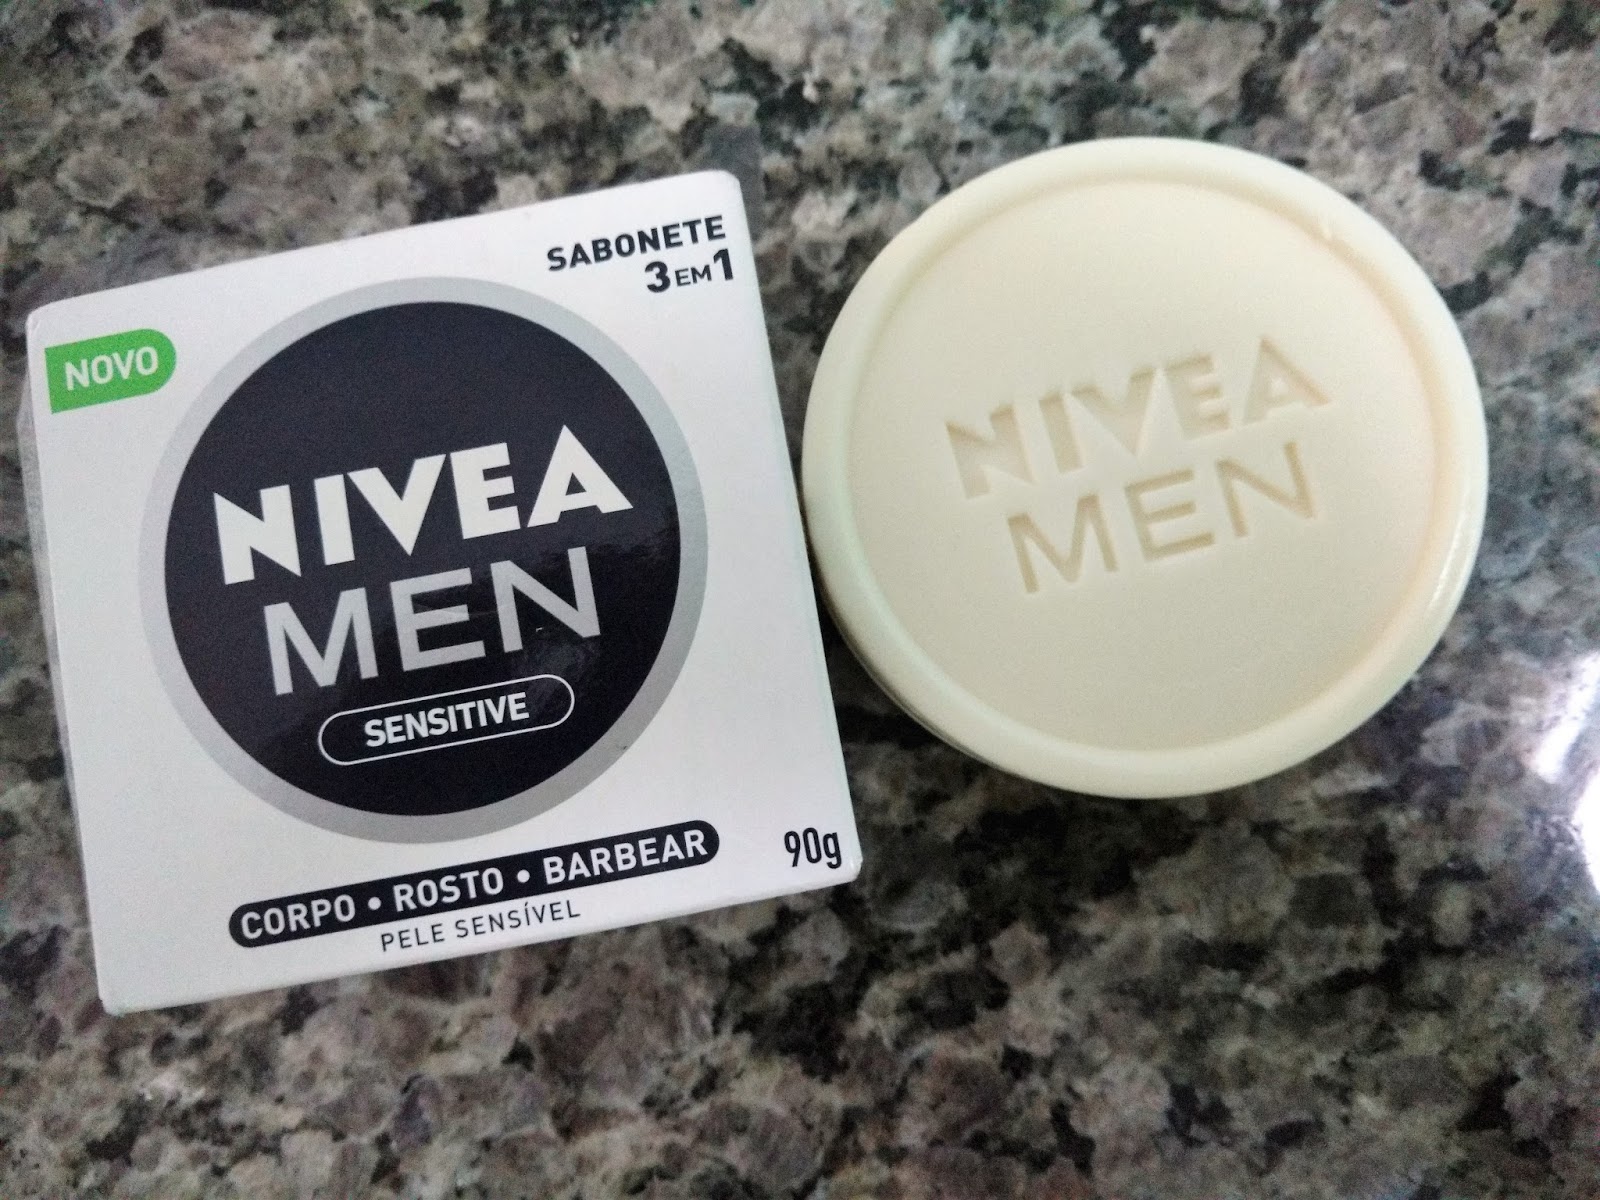 SABONETE
3 EM 1
NOVO
NIVEA
MEN
SENSITIVE
CORPO • ROSTO • BARBEAR
PELE SENSÍVEL
90g
NIVEA
MEN